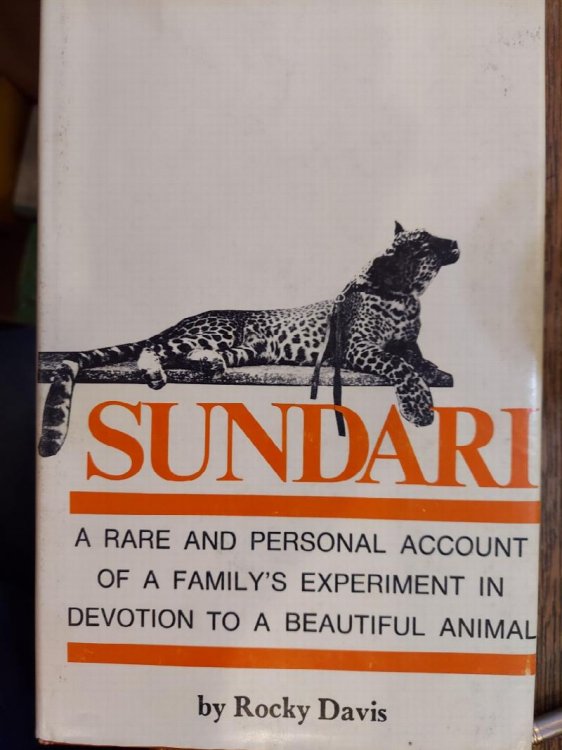 SUNDARI
A RARE AND PERSONAL ACCOUNT
OF A FAMILY'S EXPERIMENT IN
DEVOTION TO A BEAUTIFUL ANIMAL
by Rocky Davis